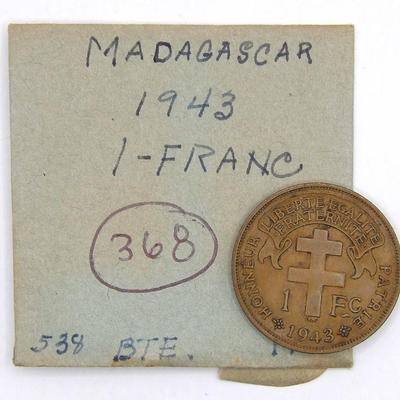 MADAGASCAR
1943
1-FRANC
368
538 BTE.
LIBERTE·EGALITE
FRATERNITE
HONNEUR PATRIE
1 FC.
1943